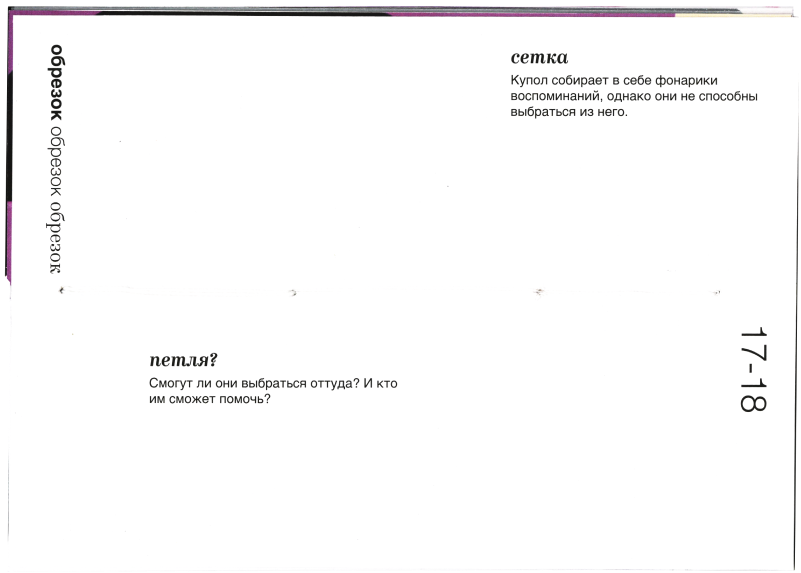 обрезок обрезок обрезок
сетка
Купол собирает в себе фонарики
воспоминаний, однако они не способны
выбраться из него.
петля?
Смогут ли они выбраться оттуда? И кто
им сможет помочь?
17-18